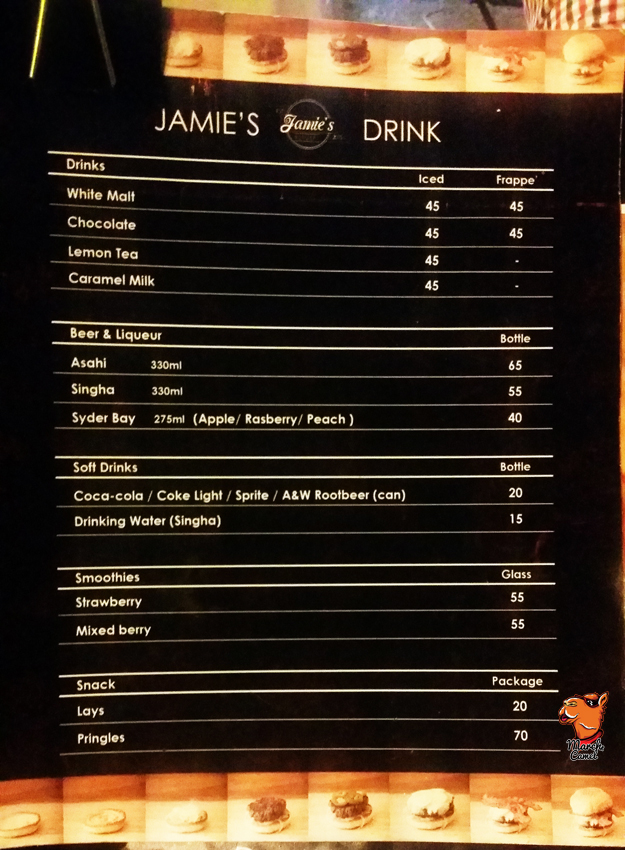 JAMIE'S Jamie's DRINK
Drinks Iced Frappe'
White Malt 45 45
Chocolate 45 45
Lemon Tea 45 -
Caramel Milk 45 -
Beer & Liqueur Bottle
Asahi 330ml 65
Singha 330ml 55
Syder Bay 275ml (Apple/ Rasberry/ Peach ) 40
Soft Drinks Bottle
Coca-cola / Coke Light / Sprite / A&W Rootbeer (can) 20
Drinking Water (Singha) 15
Smoothies Glass
Strawberry 55
Mixed berry 55
Snack Package
Lays 20
Pringles 70
March
Camel